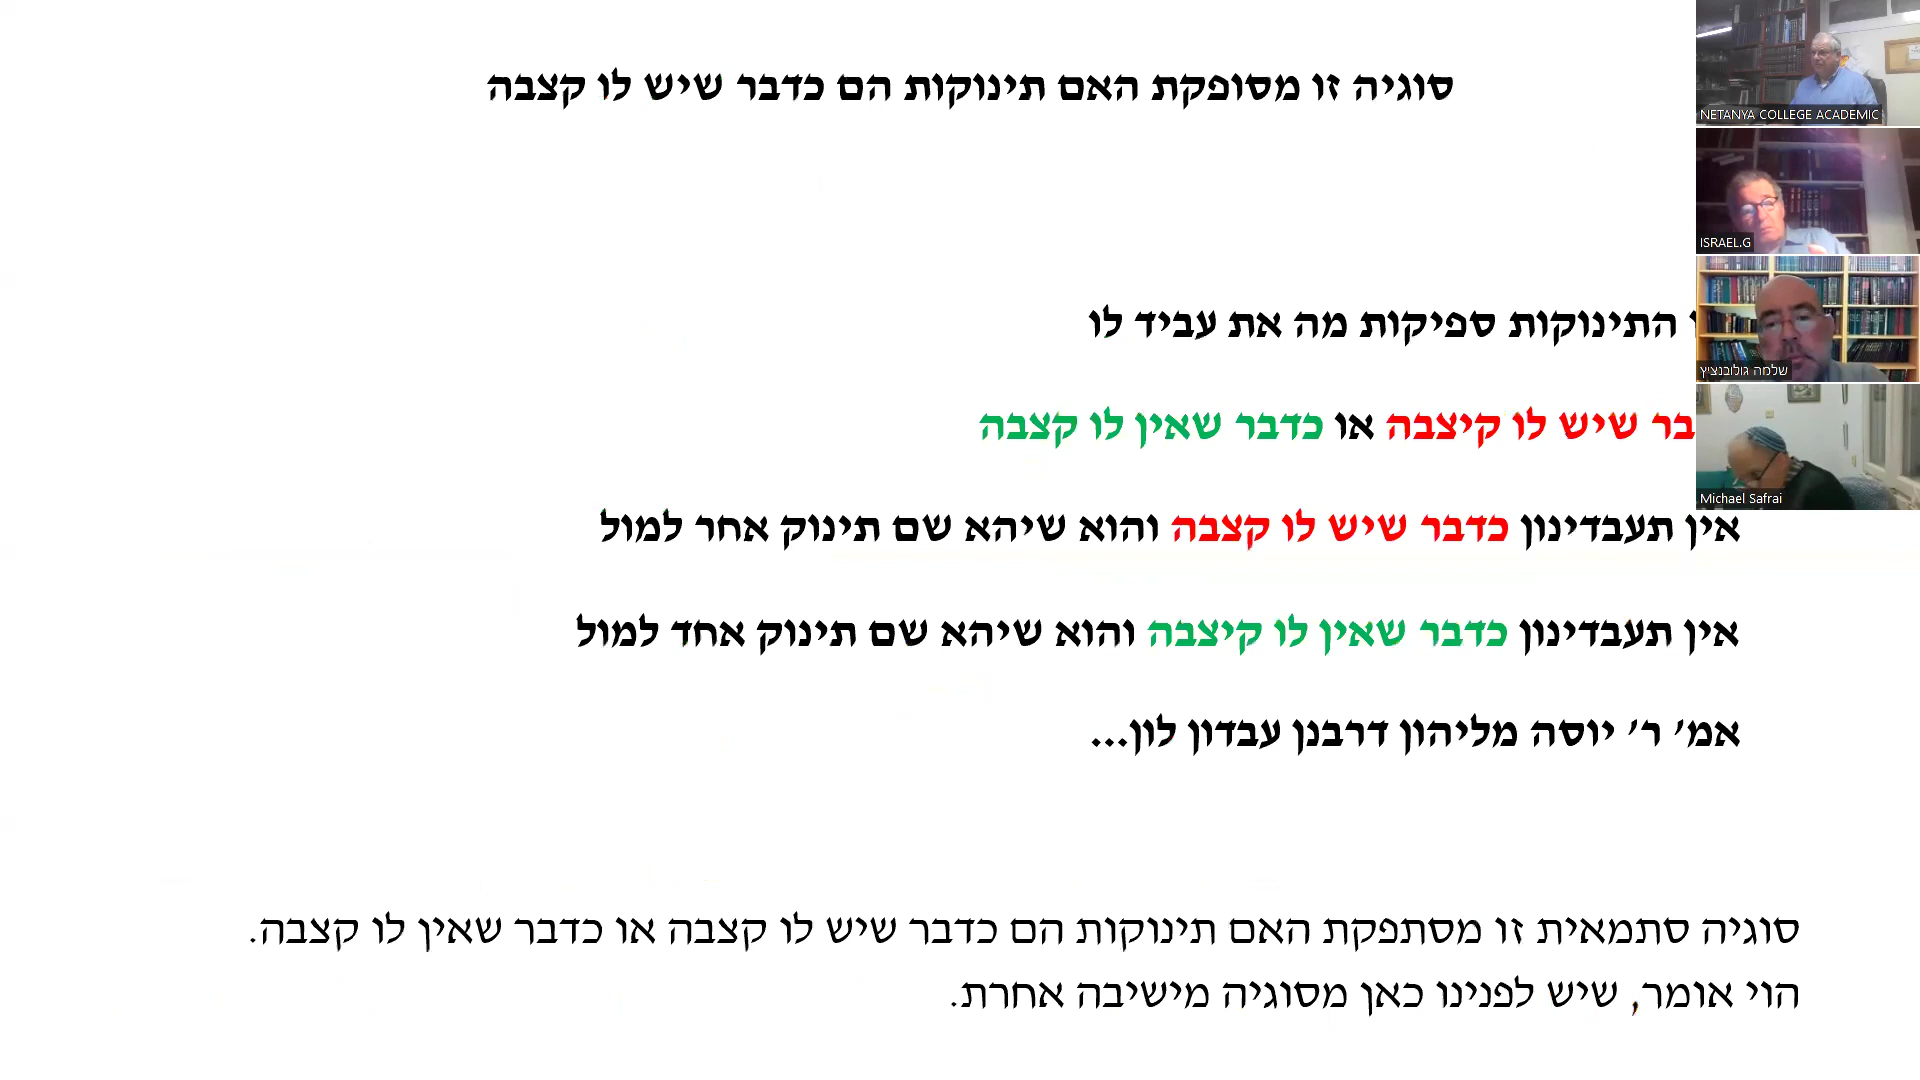 סוגיה זו מסופקת האם תינוקות הם כדבר שיש לו קצבה
התינוקות ספיקות מה את עביד לו
בר שיש לו קיצבה או כדבר שאין לו קצבה
אין תעבדינון כדבר שיש לו קצבה והוא שיהא שם תינוק אחר למול
אין תעבדינון כדבר שאין לו קיצבה והוא שיהא שם תינוק אחד למול
אמ' ר' יוסה מליהון דרבנן עבדון לון...
סוגיה סתמאית זו מסתפקת האם תינוקות הם כדבר שיש לו קצבה או כדבר שאין לו קצבה.
הוי אומר, שיש לפנינו כאן מסוגיה מישיבה אחרת.
NETANYA COLLEGE ACADEMIC
ISRAEL.G
שלמה גולובנציץ
Michael Safrai